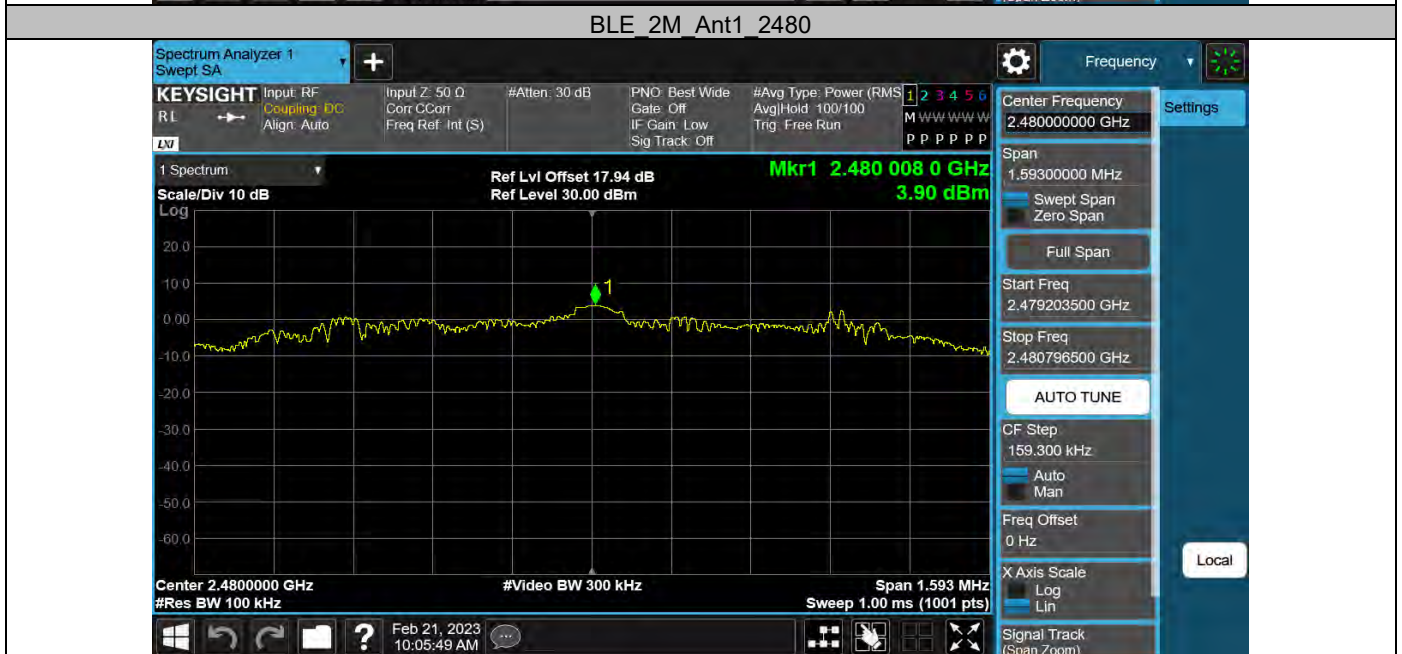 BLE_2M_Ant1_2480
Spectrum Analyzer 1
Swept SA
Frequency
KEYSIGHT
RL
LXI
Input: RF
Coupling: DC
Align: Auto
Input Z: 50 Ω
Corr CCorr
Freq Ref: Int (S)
#Atten: 30 dB
PNO: Best Wide
Gate: Off
IF Gain: Low
Sig Track: Off
#Avg Type: Power (RMS
Avg|Hold: 100/100
Trig: Free Run
1 2 3 4 5 6
M W W W W W
P P P P P P
1 Spectrum
Scale/Div 10 dB
Ref Lvl Offset 17.94 dB
Ref Level 30.00 dBm
Mkr1 2.480 008 0 GHz
3.90 dBm
Log
20.0
10.0
0.00
-10.0
-20.0
-30.0
-40.0
-50.0
-60.0
1
Center 2.4800000 GHz
#Res BW 100 kHz
#Video BW 300 kHz
Span 1.593 MHz
Sweep 1.00 ms (1001 pts)
?
Feb 21, 2023
10:05:49 AM
Center Frequency
2.480000000 GHz
Settings
Span
1.59300000 MHz
Swept Span
Zero Span
Full Span
Start Freq
2.479203500 GHz
Stop Freq
2.480796500 GHz
AUTO TUNE
CF Step
159.300 kHz
Auto
Man
Freq Offset
0 Hz
Local
X Axis Scale
Log
Lin
Signal Track
(Span Zoom)